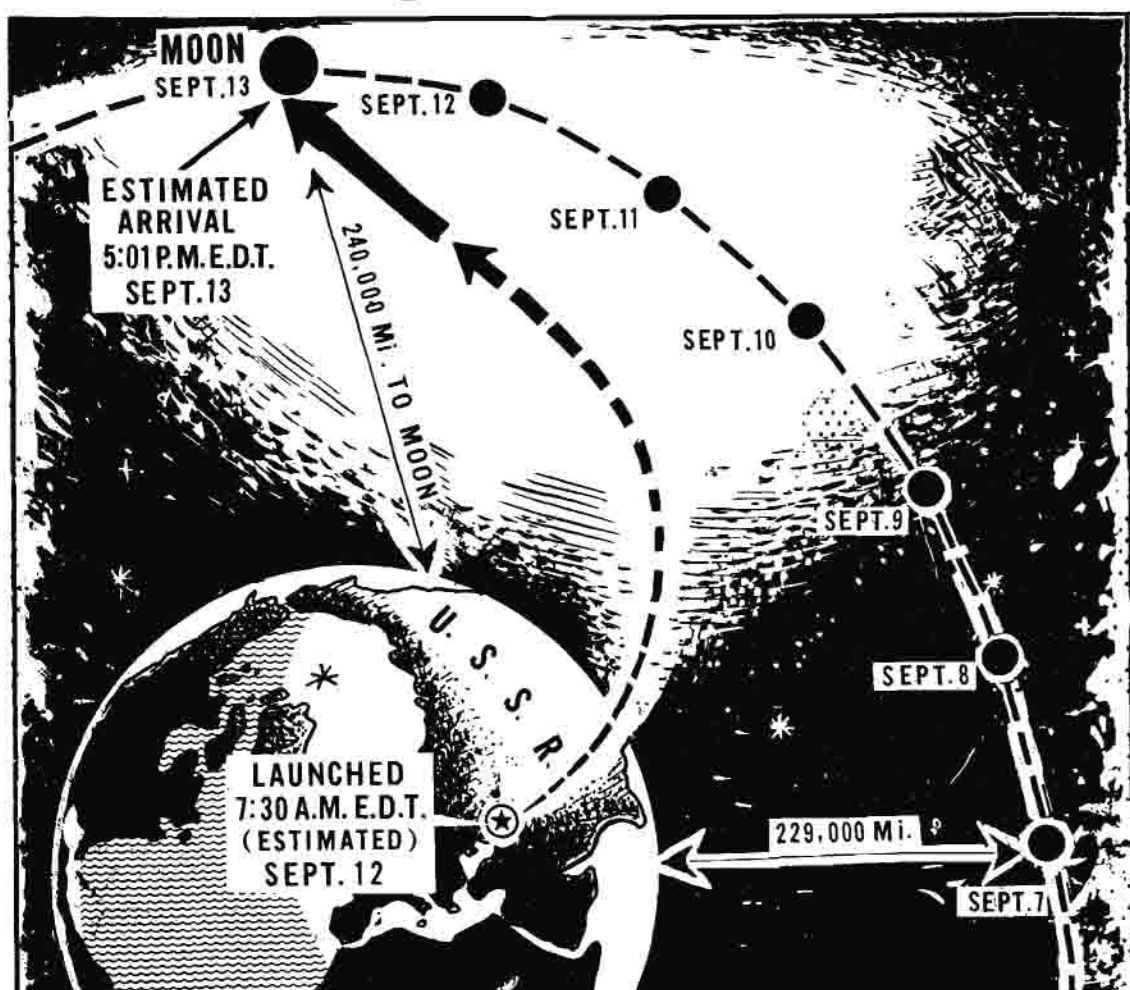 MOON
SEPT.13
SEPT.12
ESTIMATED
ARRIVAL
5:01 P.M. E.D.T.
SEPT.13
SEPT.11
240,000 Mi. TO MOON
SEPT.10
SEPT.9
U.S.S.R.
SEPT.8
LAUNCHED
7:30 A.M. E.D.T.
(ESTIMATED)
SEPT. 12
229,000 Mi.
SEPT.7